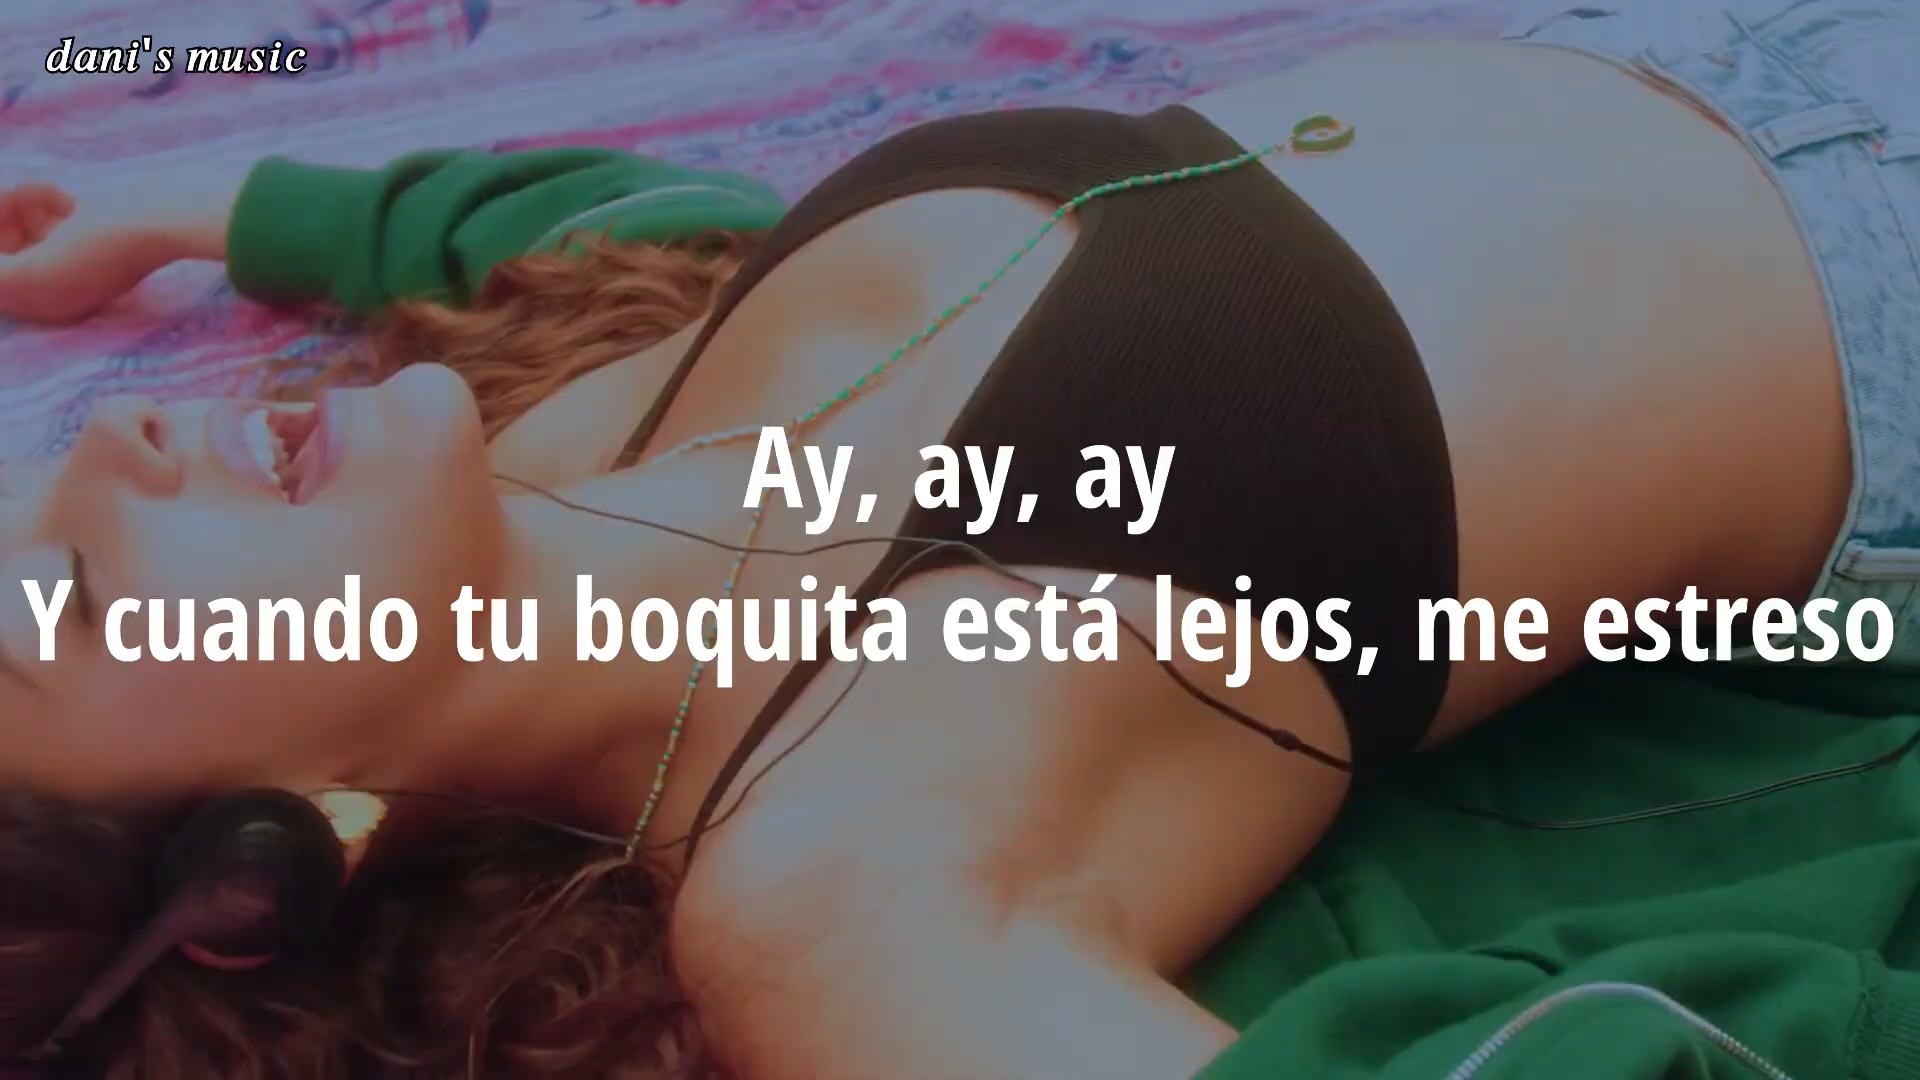 dani's music
Ay, ay, ay
Y cuando tu boquita está lejos, me estreso